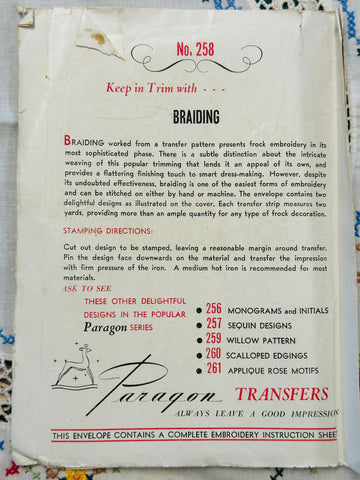 No. 258
Keep in Trim with - - -
BRAIDING
BRAIDING worked from a transfer pattern presents frock embroidery in its
most sophisticated phase. There is a subtle distinction about the intricate
weaving of this popular trimming that lends it an appeal of its own, and
provides a flattering finishing touch to smart dress-making. However, despite
its undoubted effectiveness, braiding is one of the easiest forms of embroidery
and can be stitched on either by hand or machine. The envelope contains two
delightful designs as illustrated on the cover. Each transfer strip measures two
yards, providing more than an ample quantity for any type of frock decoration.
STAMPING DIRECTIONS:
Cut out design to be stamped, leaving a reasonable margin around transfer.
Pin the design face downwards on the material and transfer the impression
with firm pressure of the iron. A medium hot iron is recommended for most
materials.
ASK TO SEE
THESE OTHER DELIGHTFUL
DESIGNS IN THE POPULAR
Paragon SERIES
• 256 MONOGRAMS and INITIALS
• 257 SEQUIN DESIGNS
• 259 WILLOW PATTERN
• 260 SCALLOPED EDGINGS
• 261 APPLIQUE ROSE MOTIFS
Paragon TRANSFERS
ALWAYS LEAVE A GOOD IMPRESSION
THIS ENVELOPE CONTAINS A COMPLETE EMBROIDERY INSTRUCTION SHEET